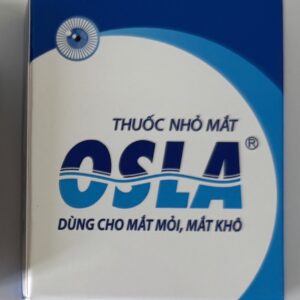 THUỐC NHỎ MẮT
OSLA®
DÙNG CHO MẮT MỎI, MẮT KHÔ